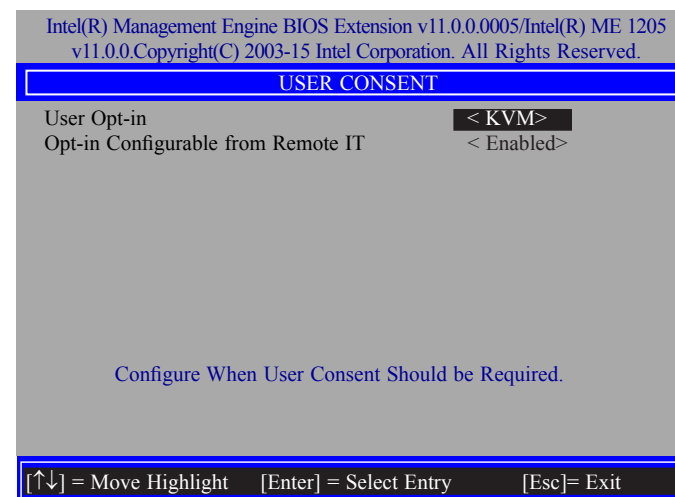 Intel(R) Management Engine BIOS Extension v11.0.0.0005/Intel(R) ME 1205
v11.0.0.Copyright(C) 2003-15 Intel Corporation. All Rights Reserved.
USER CONSENT
User Opt-in < KVM>
Opt-in Configurable from Remote IT < Enabled>
Configure When User Consent Should be Required.
[↑↓] = Move Highlight [Enter] = Select Entry [Esc]= Exit